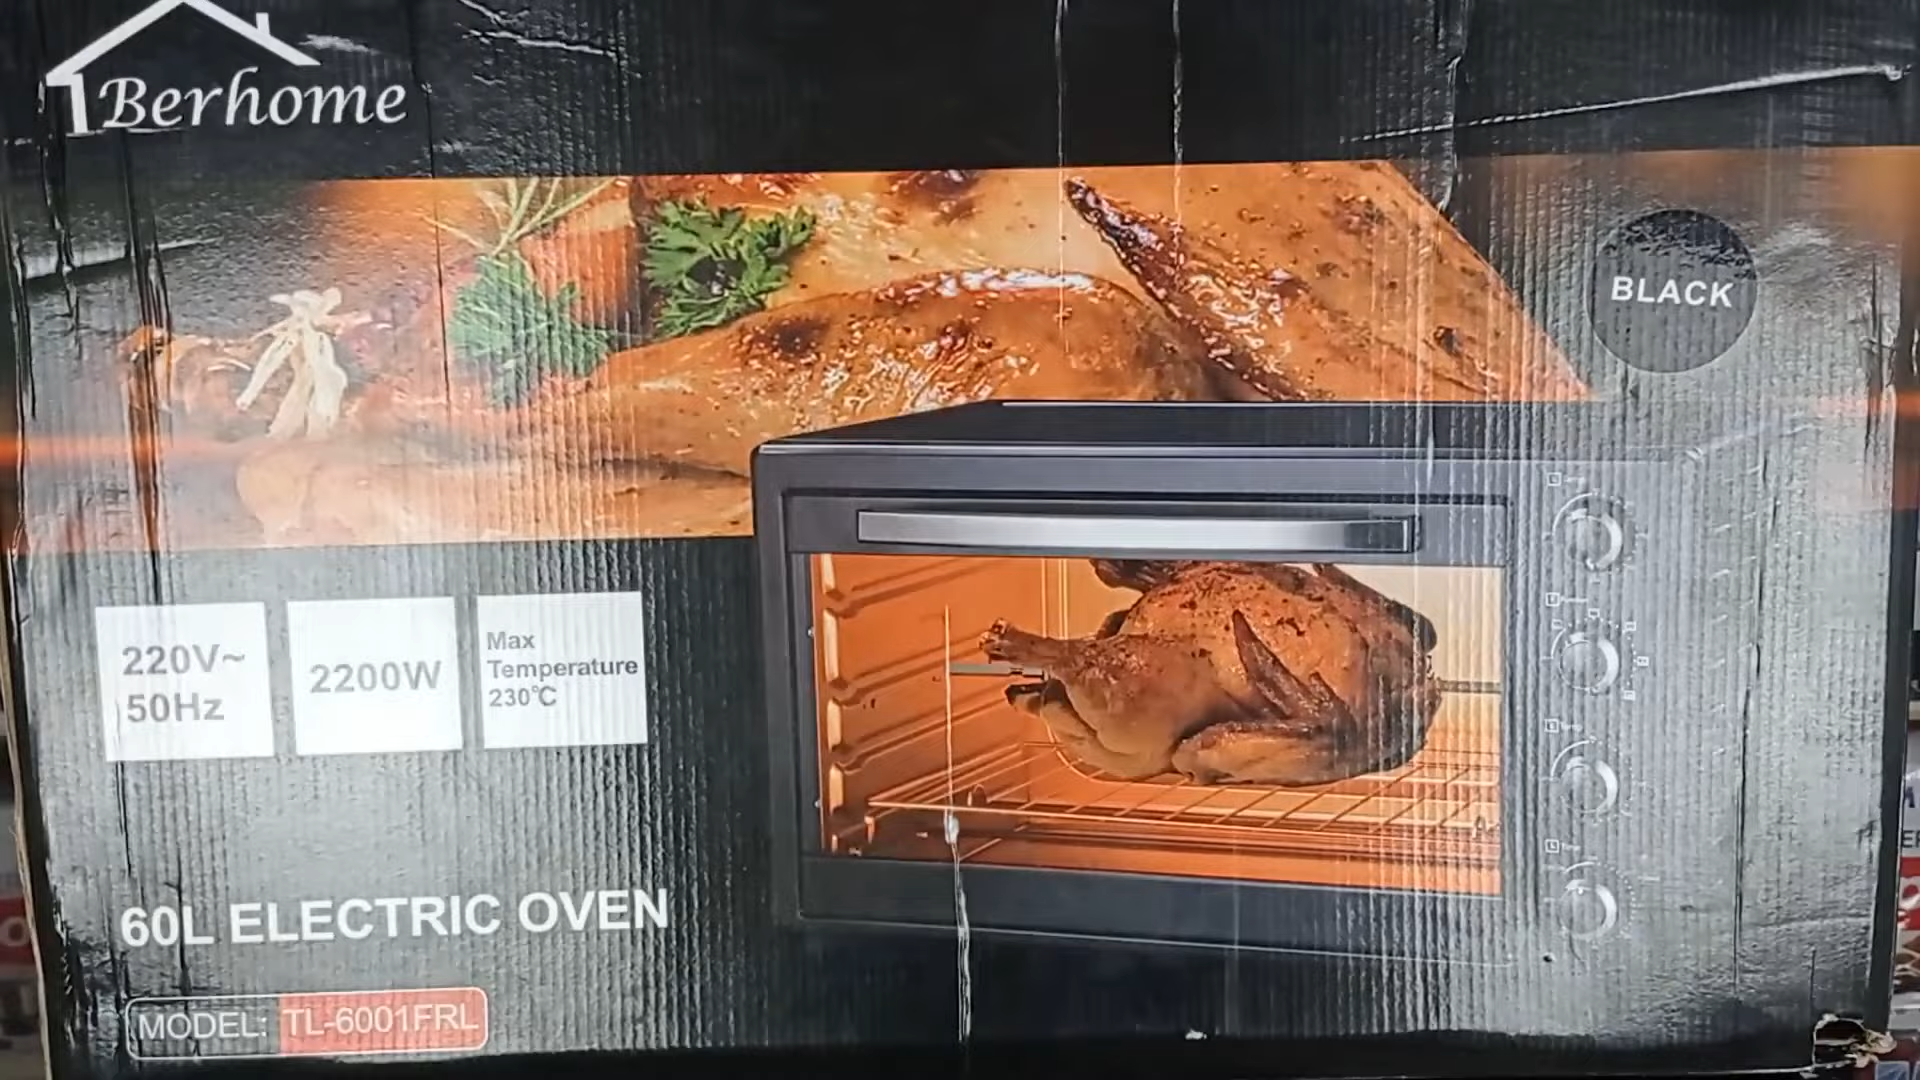 Berhome
BLACK
220V~
50Hz
2200W
Max
Temperature
230℃
60L ELECTRIC OVEN
MODEL: TL-6001FRL